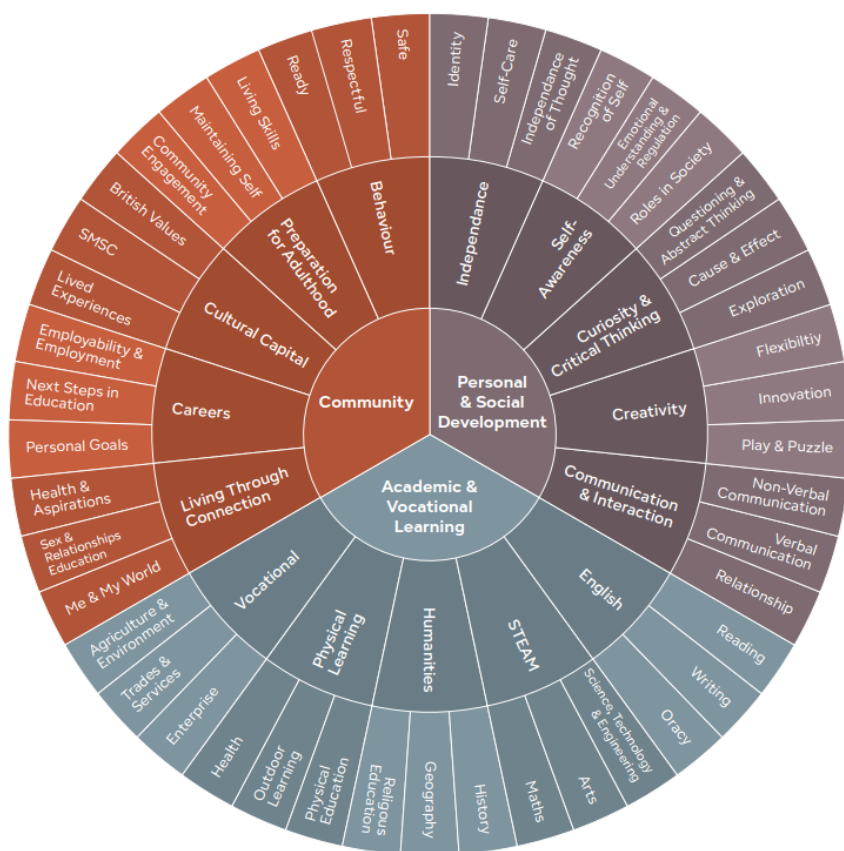 Community
Personal
& Social
Development
Academic &
Vocational
Learning
Independance
Self-
Awareness
Curiosity &
Critical Thinking
Creativity
Communication
& Interaction
English
STEAM
Humanities
Physical
Learning
Vocational
Living Through
Connection
Careers
Cultural Capital
Preparation
for Adulthood
Behaviour
Identity
Self-Care
Independance
of Thought
Recognition
of Self
Emotional
Understanding &
Regulation
Roles in Society
Questioning &
Abstract Thinking
Cause & Effect
Exploration
Flexibiltiy
Innovation
Play & Puzzle
Non-Verbal
Communication
Verbal
Communication
Relationship
Reading
Writing
Oracy
Science, Technology
& Engineering
Arts
Maths
History
Geography
Religious
Education
Physical
Education
Outdoor
Learning
Health
Enterprise
Trades &
Services
Agriculture &
Environment
Me & My World
Sex &
Relationships
Education
Health &
Aspirations
Personal Goals
Next Steps in
Education
Employability &
Employment
Lived
Experiences
SMSC
British Values
Community
Engagement
Maintaining Self
Living Skills
Ready
Respectful
Safe